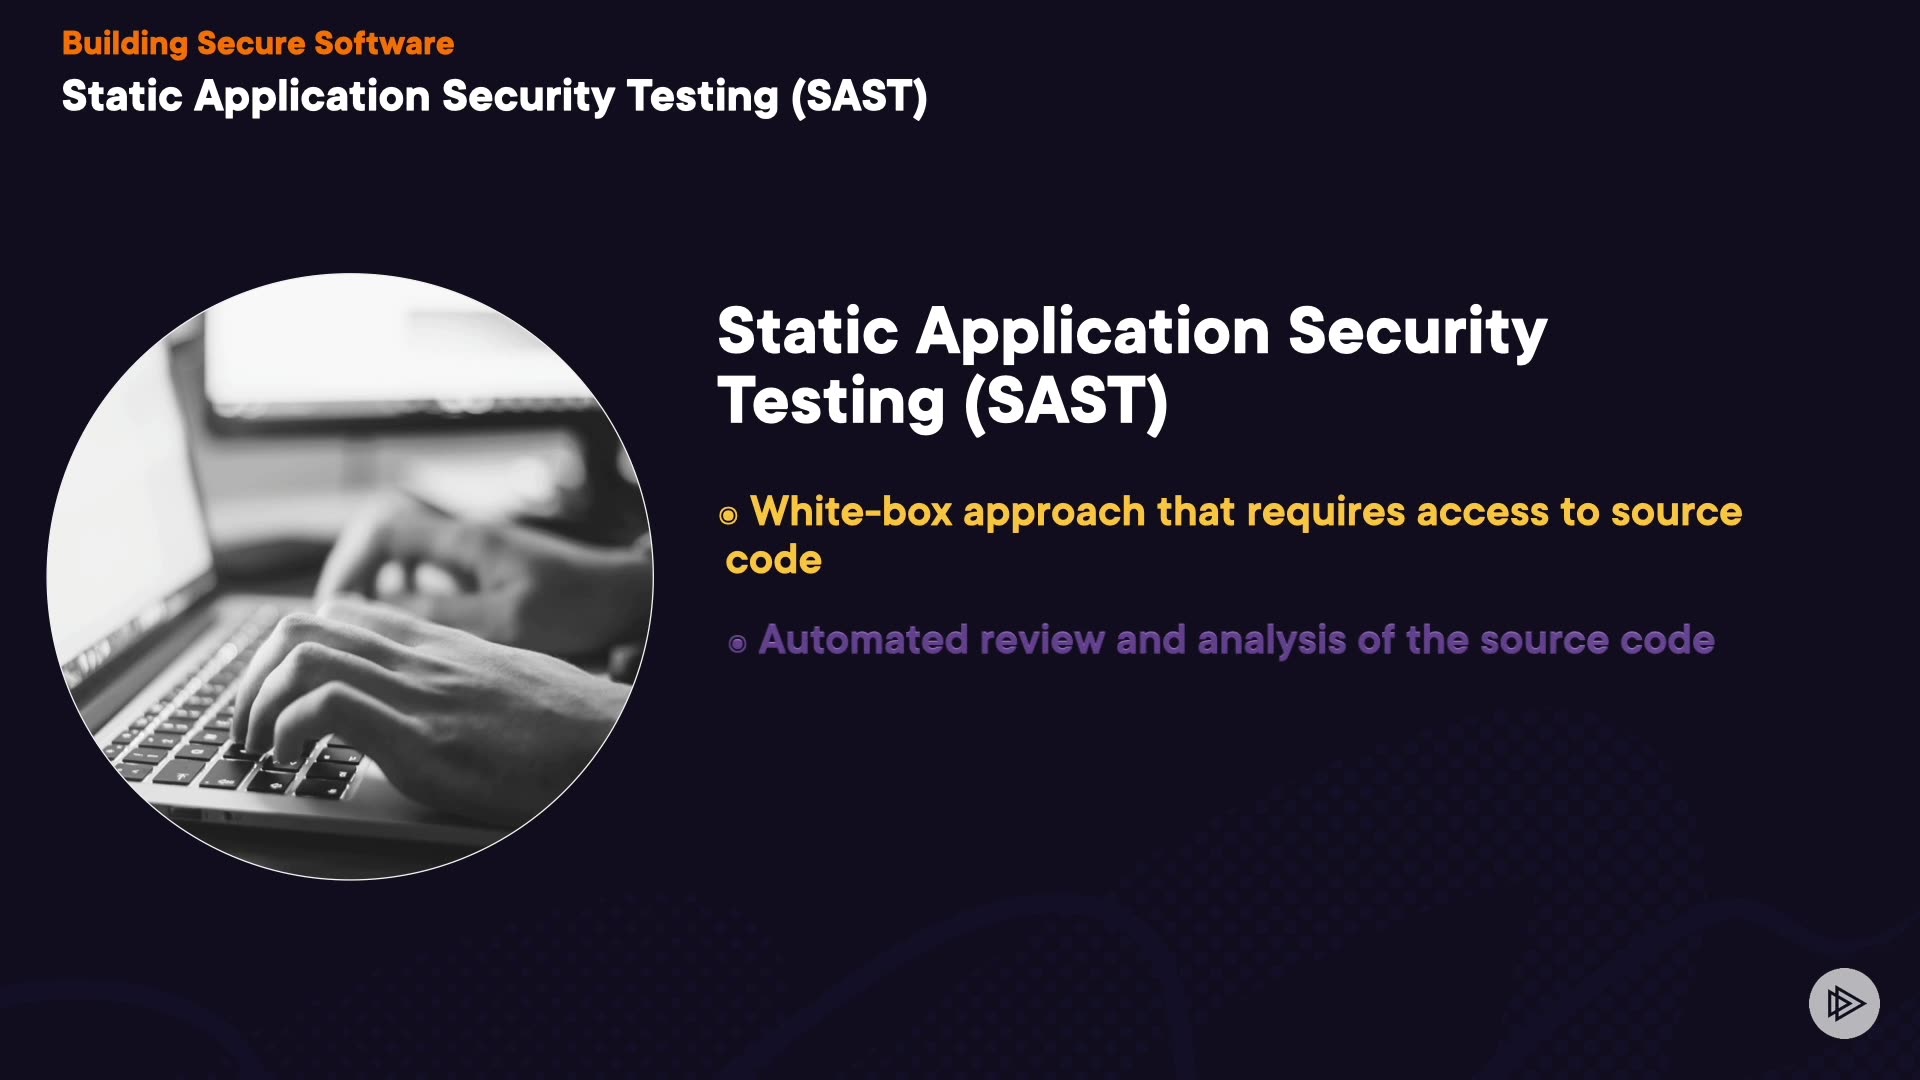 Building Secure Software
Static Application Security Testing (SAST)
Static Application Security
Testing (SAST)
◉ White-box approach that requires access to source
code
◉ Automated review and analysis of the source code